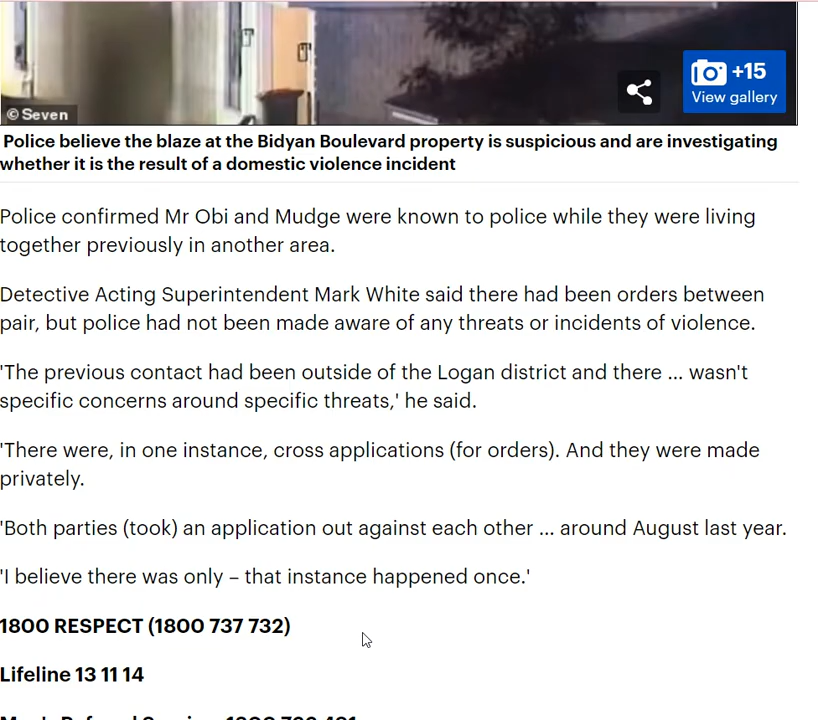 © Seven
+15
View gallery
Police believe the blaze at the Bidyan Boulevard property is suspicious and are investigating
whether it is the result of a domestic violence incident
Police confirmed Mr Obi and Mudge were known to police while they were living
together previously in another area.
Detective Acting Superintendent Mark White said there had been orders between
pair, but police had not been made aware of any threats or incidents of violence.
'The previous contact had been outside of the Logan district and there ... wasn't
specific concerns around specific threats,' he said.
'There were, in one instance, cross applications (for orders). And they were made
privately.
'Both parties (took) an application out against each other ... around August last year.
'I believe there was only – that instance happened once.'
1800 RESPECT (1800 737 732)
Lifeline 13 11 14